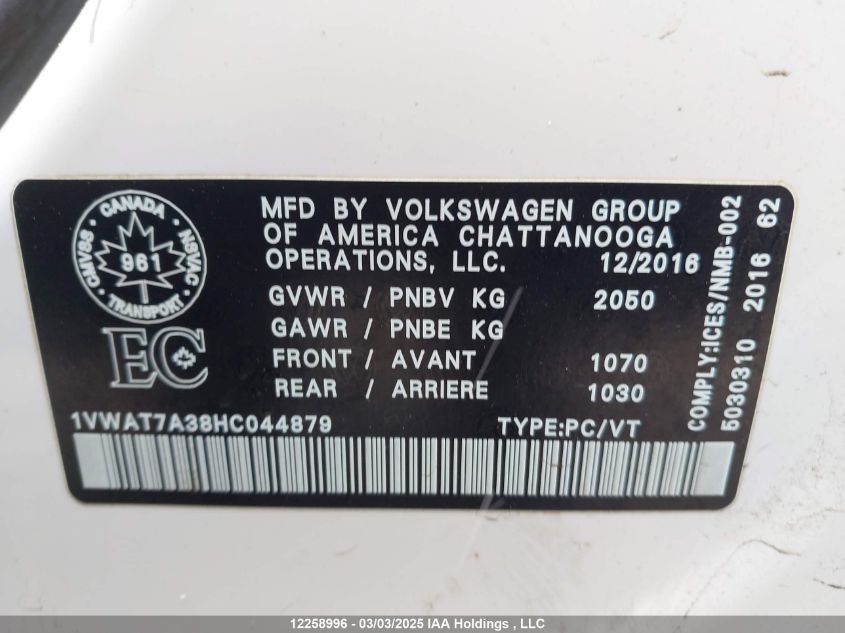 CANADA
CMVSS 961 NSVAC
TRANSPORT
EC
MFD BY VOLKSWAGEN GROUP
OF AMERICA CHATTANOOGA
OPERATIONS, LLC. 12/2016
GVWR / PNBV KG 2050
GAWR / PNBE KG
FRONT / AVANT 1070
REAR / ARRIERE 1030
1VWAT7A38HC044879 TYPE:PC/VT
COMPLY:ICES/NMB-002
5030310 2016 62
12258996 - 03/03/2025 IAA Holdings , LLC